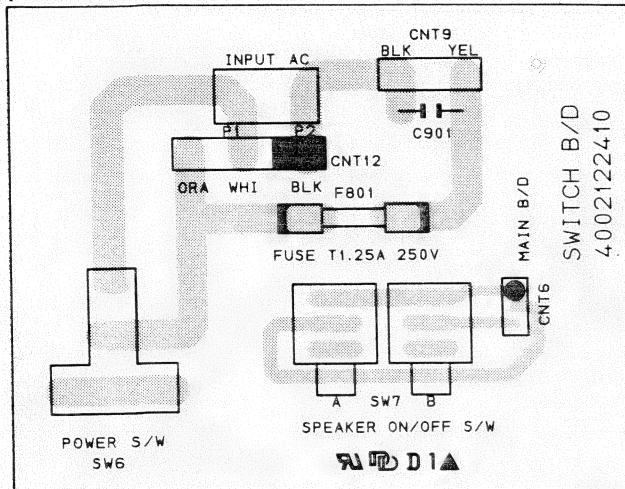 CNT9
BLK YEL
INPUT AC
C901
P1 P2
CNT12
ORA WHI BLK
F801
FUSE T1.25A 250V
MAIN B/D
CNT6
SWITCH B/D
4002122410
A SW7 B
SPEAKER ON/OFF S/W
POWER S/W
SW6
D1